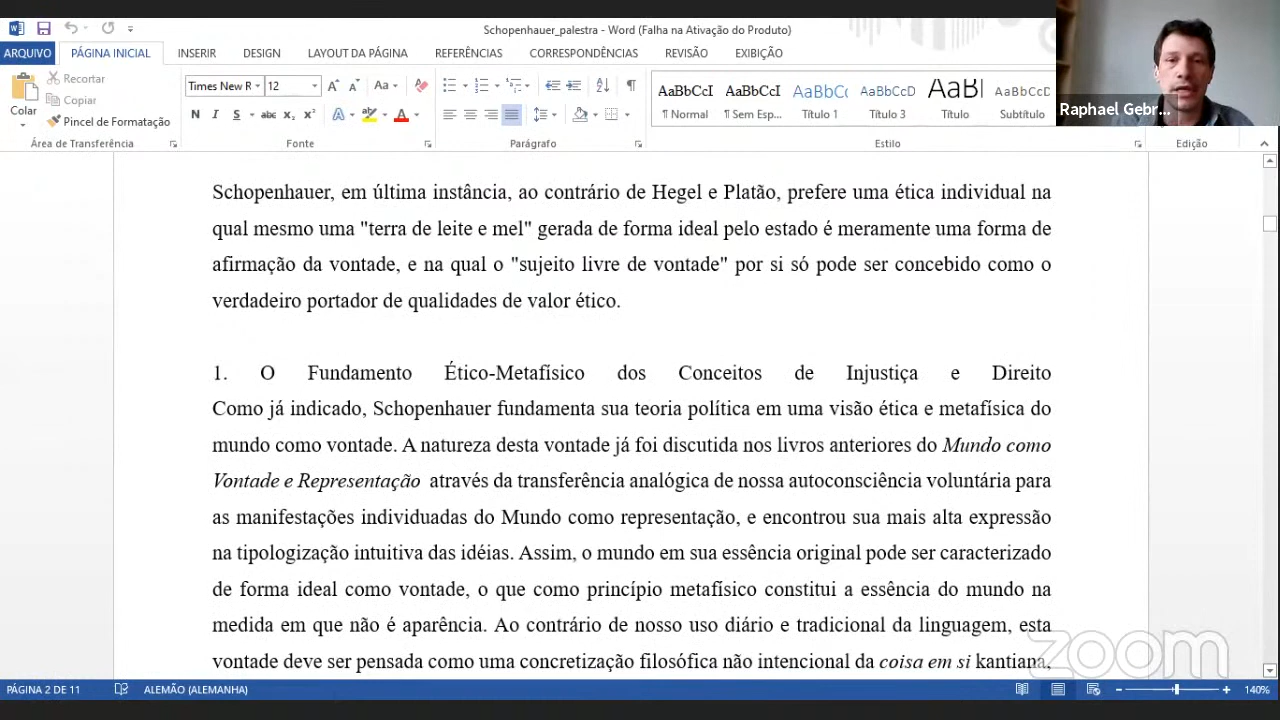 Schopenhauer_palestra - Word (Falha na Ativação do Produto)
ARQUIVO PÁGINA INICIAL INSERIR DESIGN LAYOUT DA PÁGINA REFERÊNCIAS CORRESPONDÊNCIAS REVISÃO EXIBIÇÃO
Raphael Gebr...
Colar
Recortar
Copiar
Pincel de Formatação
Times New R 12
N I S abc x₂ x² A A
AaBbCcI AaBbCcI AaBbCc AaBbCcD AaBl AaBbCcD
¶ Normal ¶ Sem Esp... Título 1 ¶ Título 3 Título Subtítulo
Área de Transferência Fonte Parágrafo Estilo Edição
Schopenhauer, em última instância, ao contrário de Hegel e Platão, prefere uma ética individual na
qual mesmo uma "terra de leite e mel" gerada de forma ideal pelo estado é meramente uma forma de
afirmação da vontade, e na qual o "sujeito livre de vontade" por si só pode ser concebido como o
verdadeiro portador de qualidades de valor ético.
1. O Fundamento Ético-Metafísico dos Conceitos de Injustiça e Direito
Como já indicado, Schopenhauer fundamenta sua teoria política em uma visão ética e metafísica do
mundo como vontade. A natureza desta vontade já foi discutida nos livros anteriores do Mundo como
Vontade e Representação através da transferência analógica de nossa autoconsciência voluntária para
as manifestações individuadas do Mundo como representação, e encontrou sua mais alta expressão
na tipologização intuitiva das idéias. Assim, o mundo em sua essência original pode ser caracterizado
de forma ideal como vontade, o que como princípio metafísico constitui a essência do mundo na
medida em que não é aparência. Ao contrário de nosso uso diário e tradicional da linguagem, esta
vontade deve ser pensada como uma concretização filosófica não intencional da coisa em si kantiana,
zoom
PÁGINA 2 DE 11 ALEMÃO (ALEMANHA) 140%